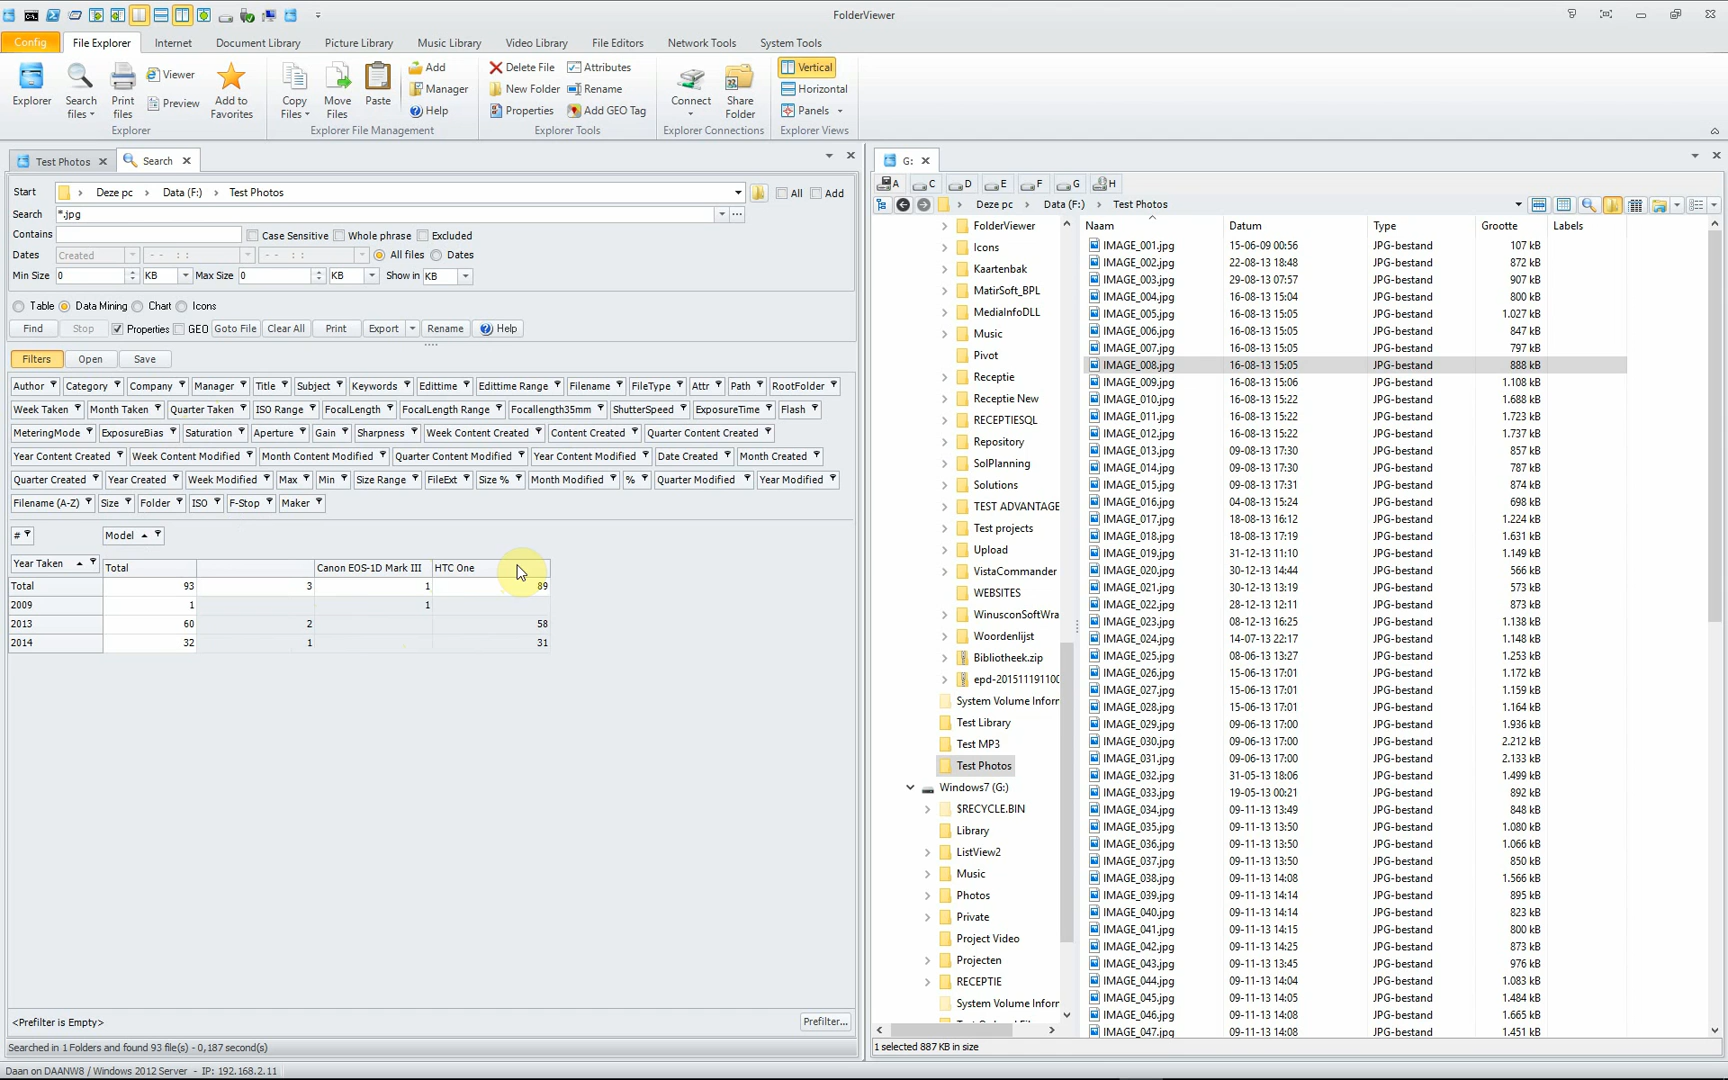 FolderViewer
Config File Explorer Internet Document Library Picture Library Music Library Video Library File Editors Network Tools System Tools
Explorer
Search files
Print files
Viewer
Preview
Add to Favorites
Explorer
Copy Files
Move Files
Paste
Add
Manager
Help
Explorer File Management
Delete File Attributes
New Folder Rename
Properties Add GEO Tag
Explorer Tools
Connect
Share Folder
Explorer Connections
Vertical
Horizontal
Panels
Explorer Views
Test Photos Search
Start Deze pc Data (F:) Test Photos All Add
Search *.jpg
Contains Case Sensitive Whole phrase Excluded
Dates Created - - : : - - : : All files Dates
Min Size 0 KB Max Size 0 KB Show in KB
Table Data Mining Chart Icons
Find Stop Properties GEO Goto File Clear All Print Export Rename Help
Filters Open Save
Author Category Company Manager Title Subject Keywords Edittime Edittime Range Filename FileType Attr Path RootFolder
Week Taken Month Taken Quarter Taken ISO Range FocalLength FocalLength Range Focallength35mm ShutterSpeed ExposureTime Flash
MeteringMode ExposureBias Saturation Aperture Gain Sharpness Week Content Created Content Created Quarter Content Created
Year Content Created Week Content Modified Month Content Modified Quarter Content Modified Year Content Modified Date Created Month Created
Quarter Created Year Created Week Modified Max Min Size Range FileExt Size % Month Modified % Quarter Modified Year Modified
Filename (A-Z) Size Folder ISO F-Stop Maker
# Model
Year Taken Total Canon EOS-1D Mark III HTC One
Total 93 3 1 89
2009 1 1
2013 60 2 58
2014 32 1 31
<Prefilter is Empty> Prefilter...
Searched in 1 Folders and found 93 file(s) - 0,187 second(s)
Daan on DAANW8 / Windows 2012 Server - IP: 192.168.2.11
G:
A C D E F G H
Deze pc Data (F:) Test Photos
FolderViewer
Icons
Kaartenbak
MatirSoft_BPL
MediaInfoDLL
Music
Pivot
Receptie
Receptie New
RECEPTIESQL
Repository
SolPlanning
Solutions
TEST ADVANTAGE
Test projects
Upload
VistaCommander
WEBSITES
WinusconSoftWra
Woordenlijst
Bibliotheek.zip
epd-201511191100
System Volume Inforr
Test Library
Test MP3
Test Photos
Windows7 (G:)
$RECYCLE.BIN
Library
ListView2
Music
Photos
Private
Project Video
Projecten
RECEPTIE
System Volume Inforr
Naam Datum Type Grootte Labels
IMAGE_001.jpg 15-06-09 00:56 JPG-bestand 107 kB
IMAGE_002.jpg 22-08-13 18:48 JPG-bestand 872 kB
IMAGE_003.jpg 29-08-13 07:57 JPG-bestand 907 kB
IMAGE_004.jpg 16-08-13 15:04 JPG-bestand 800 kB
IMAGE_005.jpg 16-08-13 15:05 JPG-bestand 1.027 kB
IMAGE_006.jpg 16-08-13 15:05 JPG-bestand 847 kB
IMAGE_007.jpg 16-08-13 15:05 JPG-bestand 797 kB
IMAGE_008.jpg 16-08-13 15:05 JPG-bestand 888 kB
IMAGE_009.jpg 16-08-13 15:06 JPG-bestand 1.108 kB
IMAGE_010.jpg 16-08-13 15:22 JPG-bestand 1.688 kB
IMAGE_011.jpg 16-08-13 15:22 JPG-bestand 1.723 kB
IMAGE_012.jpg 16-08-13 15:22 JPG-bestand 1.737 kB
IMAGE_013.jpg 09-08-13 17:30 JPG-bestand 857 kB
IMAGE_014.jpg 09-08-13 17:30 JPG-bestand 787 kB
IMAGE_015.jpg 09-08-13 17:31 JPG-bestand 874 kB
IMAGE_016.jpg 04-08-13 15:24 JPG-bestand 698 kB
IMAGE_017.jpg 18-08-13 16:12 JPG-bestand 1.224 kB
IMAGE_018.jpg 18-08-13 17:19 JPG-bestand 1.631 kB
IMAGE_019.jpg 31-12-13 11:10 JPG-bestand 1.149 kB
IMAGE_020.jpg 30-12-13 14:44 JPG-bestand 566 kB
IMAGE_021.jpg 30-12-13 13:19 JPG-bestand 573 kB
IMAGE_022.jpg 28-12-13 12:11 JPG-bestand 873 kB
IMAGE_023.jpg 08-12-13 16:25 JPG-bestand 1.138 kB
IMAGE_024.jpg 14-07-13 22:17 JPG-bestand 1.148 kB
IMAGE_025.jpg 08-06-13 13:27 JPG-bestand 1.253 kB
IMAGE_026.jpg 15-06-13 17:01 JPG-bestand 1.172 kB
IMAGE_027.jpg 15-06-13 17:01 JPG-bestand 1.159 kB
IMAGE_028.jpg 15-06-13 17:01 JPG-bestand 1.164 kB
IMAGE_029.jpg 09-06-13 17:00 JPG-bestand 1.936 kB
IMAGE_030.jpg 09-06-13 17:00 JPG-bestand 2.212 kB
IMAGE_031.jpg 09-06-13 17:00 JPG-bestand 2.133 kB
IMAGE_032.jpg 31-05-13 18:06 JPG-bestand 1.499 kB
IMAGE_033.jpg 19-05-13 00:21 JPG-bestand 892 kB
IMAGE_034.jpg 09-11-13 13:49 JPG-bestand 848 kB
IMAGE_035.jpg 09-11-13 13:50 JPG-bestand 1.080 kB
IMAGE_036.jpg 09-11-13 13:50 JPG-bestand 1.066 kB
IMAGE_037.jpg 09-11-13 13:50 JPG-bestand 850 kB
IMAGE_038.jpg 09-11-13 14:08 JPG-bestand 1.566 kB
IMAGE_039.jpg 09-11-13 14:14 JPG-bestand 895 kB
IMAGE_040.jpg 09-11-13 14:14 JPG-bestand 823 kB
IMAGE_041.jpg 09-11-13 14:15 JPG-bestand 800 kB
IMAGE_042.jpg 09-11-13 14:25 JPG-bestand 873 kB
IMAGE_043.jpg 09-11-13 13:45 JPG-bestand 976 kB
IMAGE_044.jpg 09-11-13 14:04 JPG-bestand 1.083 kB
IMAGE_045.jpg 09-11-13 14:05 JPG-bestand 1.484 kB
IMAGE_046.jpg 09-11-13 14:08 JPG-bestand 1.665 kB
IMAGE_047.jpg 09-11-13 14:08 JPG-bestand 1.451 kB
1 selected 887 KB in size